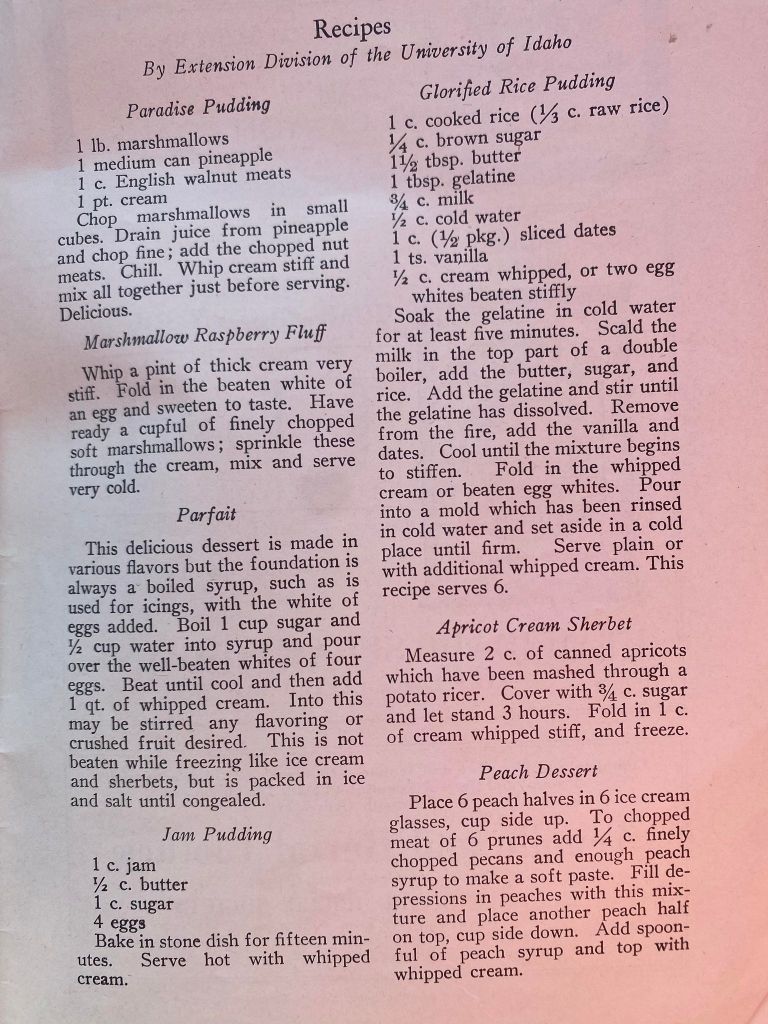 Recipes
By Extension Division of the University of Idaho
Paradise Pudding
1 lb. marshmallows
1 medium can pineapple
1 c. English walnut meats
1 pt. cream
Chop marshmallows in small
cubes. Drain juice from pineapple
and chop fine; add the chopped nut
meats. Chill. Whip cream stiff and
mix all together just before serving.
Delicious.
Marshmallow Raspberry Fluff
Whip a pint of thick cream very
stiff. Fold in the beaten white of
an egg and sweeten to taste. Have
ready a cupful of finely chopped
soft marshmallows; sprinkle these
through the cream, mix and serve
very cold.
Parfait
This delicious dessert is made in
various flavors but the foundation is
always a boiled syrup, such as is
used for icings, with the white of
eggs added. Boil 1 cup sugar and
½ cup water into syrup and pour
over the well-beaten whites of four
eggs. Beat until cool and then add
1 qt. of whipped cream. Into this
may be stirred any flavoring or
crushed fruit desired. This is not
beaten while freezing like ice cream
and sherbets, but is packed in ice
and salt until congealed.
Jam Pudding
1 c. jam
½ c. butter
1 c. sugar
4 eggs
Bake in stone dish for fifteen min-
utes. Serve hot with whipped
cream.
Glorified Rice Pudding
1 c. cooked rice (⅓ c. raw rice)
¼ c. brown sugar
1½ tbsp. butter
1 tbsp. gelatine
¾ c. milk
½ c. cold water
1 c. (½ pkg.) sliced dates
1 ts. vanilla
½ c. cream whipped, or two egg
whites beaten stiffly
Soak the gelatine in cold water
for at least five minutes. Scald the
milk in the top part of a double
boiler, add the butter, sugar, and
rice. Add the gelatine and stir until
the gelatine has dissolved. Remove
from the fire, add the vanilla and
dates. Cool until the mixture begins
to stiffen. Fold in the whipped
cream or beaten egg whites. Pour
into a mold which has been rinsed
in cold water and set aside in a cold
place until firm. Serve plain or
with additional whipped cream. This
recipe serves 6.
Apricot Cream Sherbet
Measure 2 c. of canned apricots
which have been mashed through a
potato ricer. Cover with ¾ c. sugar
and let stand 3 hours. Fold in 1 c.
of cream whipped stiff, and freeze.
Peach Dessert
Place 6 peach halves in 6 ice cream
glasses, cup side up. To chopped
meat of 6 prunes add ¼ c. finely
chopped pecans and enough peach
syrup to make a soft paste. Fill de-
pressions in peaches with this mix-
ture and place another peach half
on top, cup side down. Add spoon-
ful of peach syrup and top with
whipped cream.